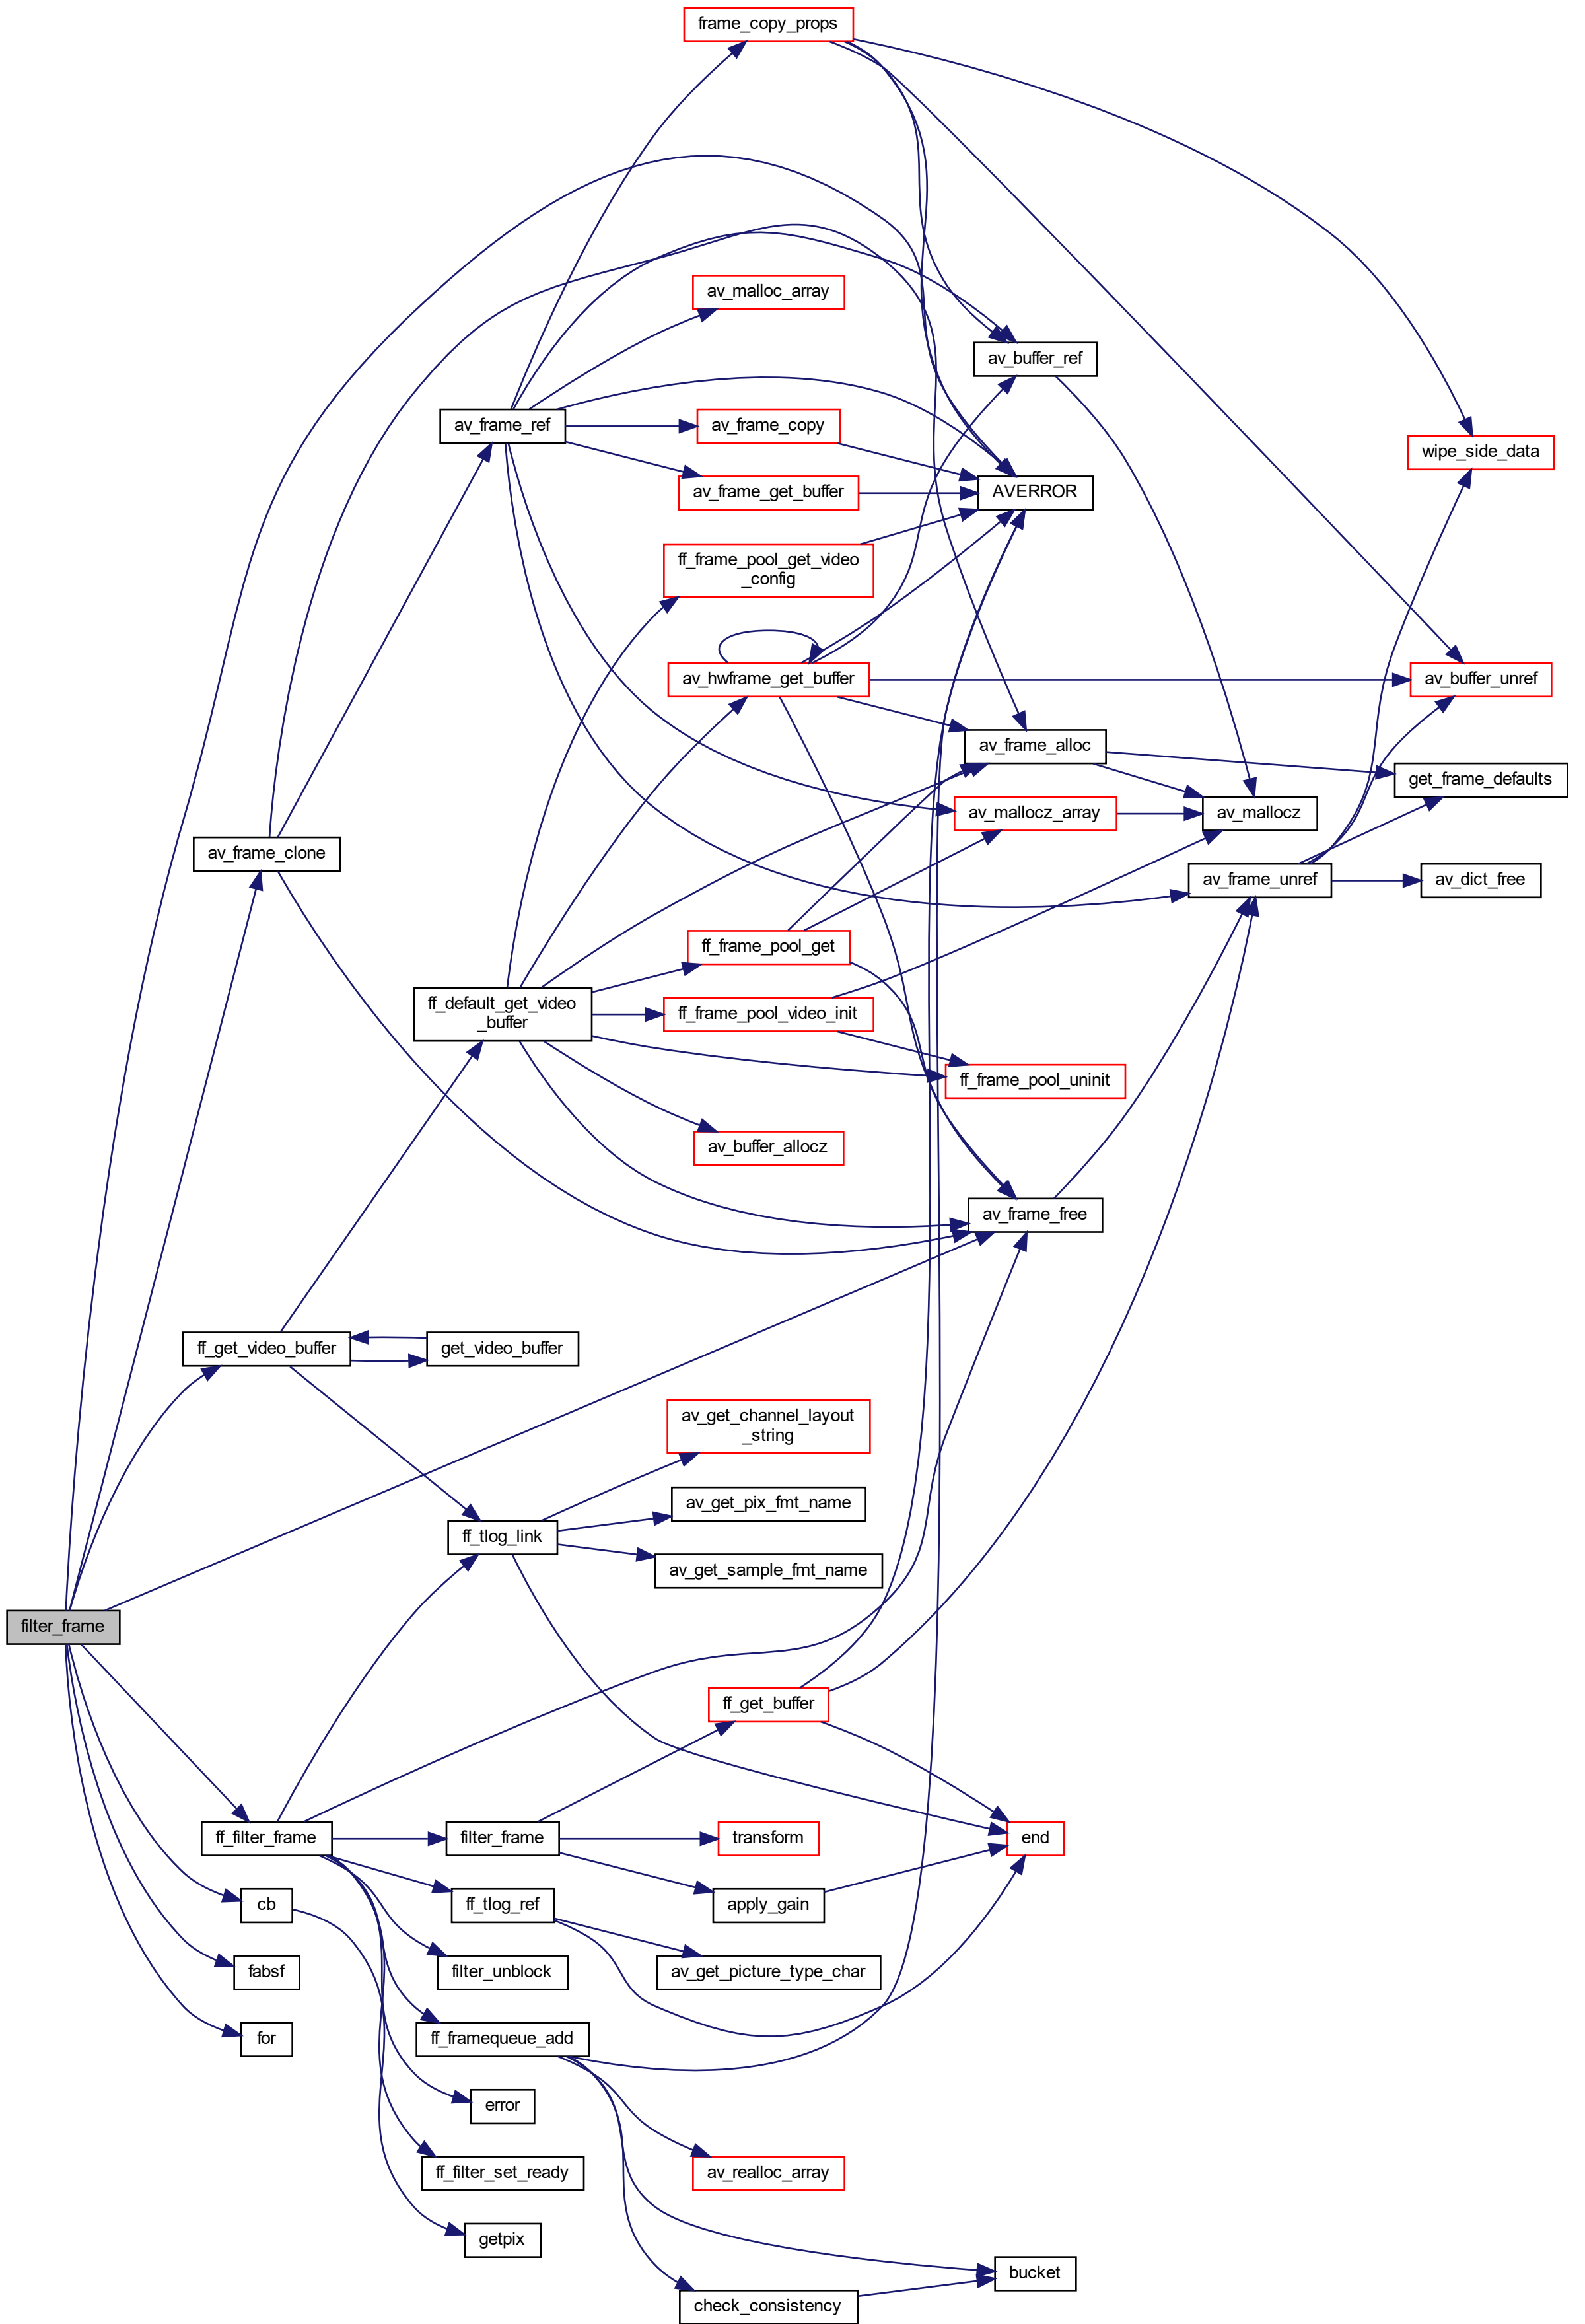 frame_copy_props
av_malloc_array
av_buffer_ref
av_frame_ref
av_frame_copy
wipe_side_data
av_frame_get_buffer
AVERROR
ff_frame_pool_get_video
_config
av_hwframe_get_buffer
av_buffer_unref
av_frame_alloc
get_frame_defaults
av_mallocz_array
av_mallocz
av_frame_clone
av_frame_unref
av_dict_free
ff_frame_pool_get
ff_default_get_video
_buffer
ff_frame_pool_video_init
ff_frame_pool_uninit
av_buffer_allocz
av_frame_free
ff_get_video_buffer
get_video_buffer
av_get_channel_layout
_string
av_get_pix_fmt_name
ff_tlog_link
av_get_sample_fmt_name
filter_frame
ff_get_buffer
ff_filter_frame
filter_frame
transform
end
cb
ff_tlog_ref
apply_gain
fabsf
filter_unblock
av_get_picture_type_char
for
ff_framequeue_add
error
ff_filter_set_ready
av_realloc_array
getpix
bucket
check_consistency